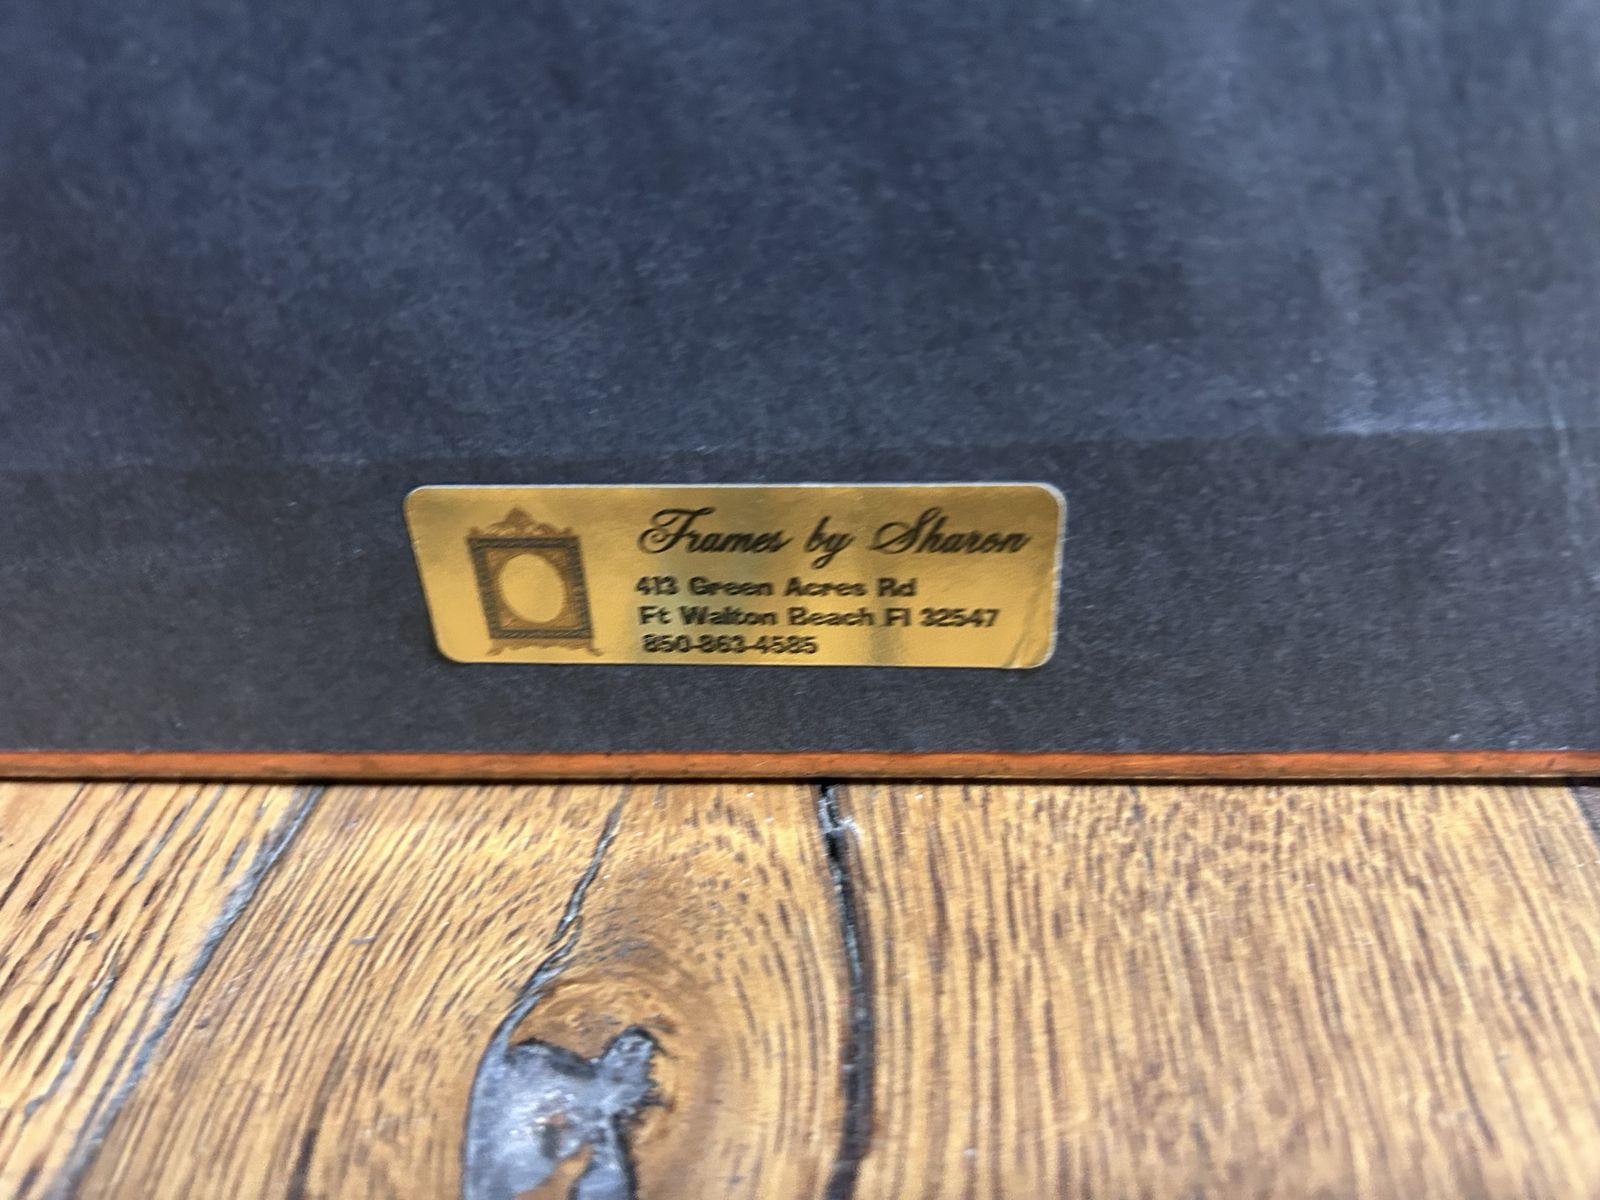 Frames by Sharon
413 Green Acres Rd
Ft Walton Beach Fl 32547
850-863-4585